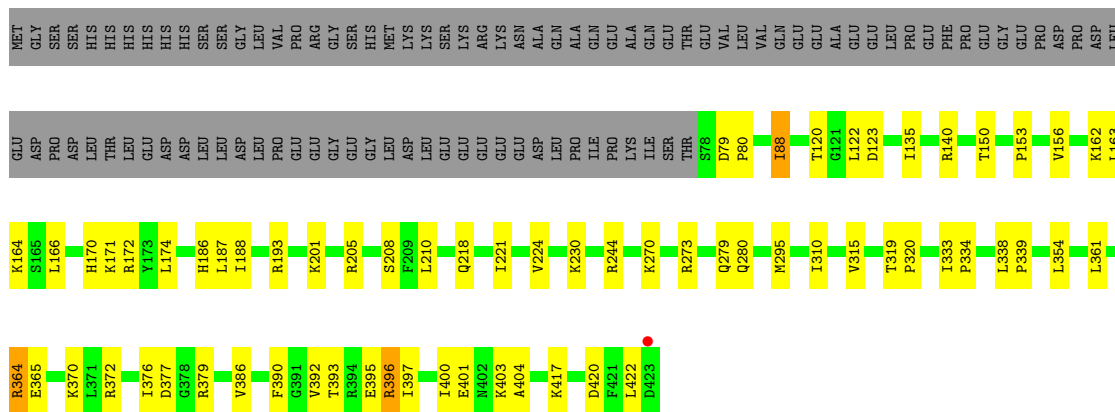 MET GLY SER SER HIS HIS HIS HIS HIS HIS SER SER GLY LEU VAL PRO ARG GLY SER HIS MET LYS LYS SER LYS ARG LYS ASN ALA GLN ALA GLN GLU ALA ILE GLN GLU THR GLU VAL LEU VAL GLN GLU GLU ALA GLU GLU LEU PRO GLU PHE PRO GLU GLY GLU PRO ASP PRO ASP LEU
GLU ASP PRO ASP LEU THR LEU GLU ASP ASP LEU LEU ASP LEU PRO GLU GLU GLY GLU GLY LEU ASP LEU GLU GLU GLU GLU GLU ASP LEU PRO ILE PRO LYS ILE SER THR S78 D79 P80 I88 T120 G121 L122 D123 I135 R140 T150 P153 V156 K162 L163
K164 S165 L166 H170 K171 R172 Y173 L174 H186 L187 I188 R193 K201 R205 S208 F209 L210 Q218 I221 V224 K230 R244 K270 R273 Q279 Q280 M295 I310 V315 T319 P320 I333 P334 L338 P339 L354 L361
R364 E365 K370 L371 R372 I376 D377 G378 R379 V386 F390 G391 V392 T393 R394 E395 R396 I397 I400 E401 N402 K403 A404 K417 D420 F421 L422 D423